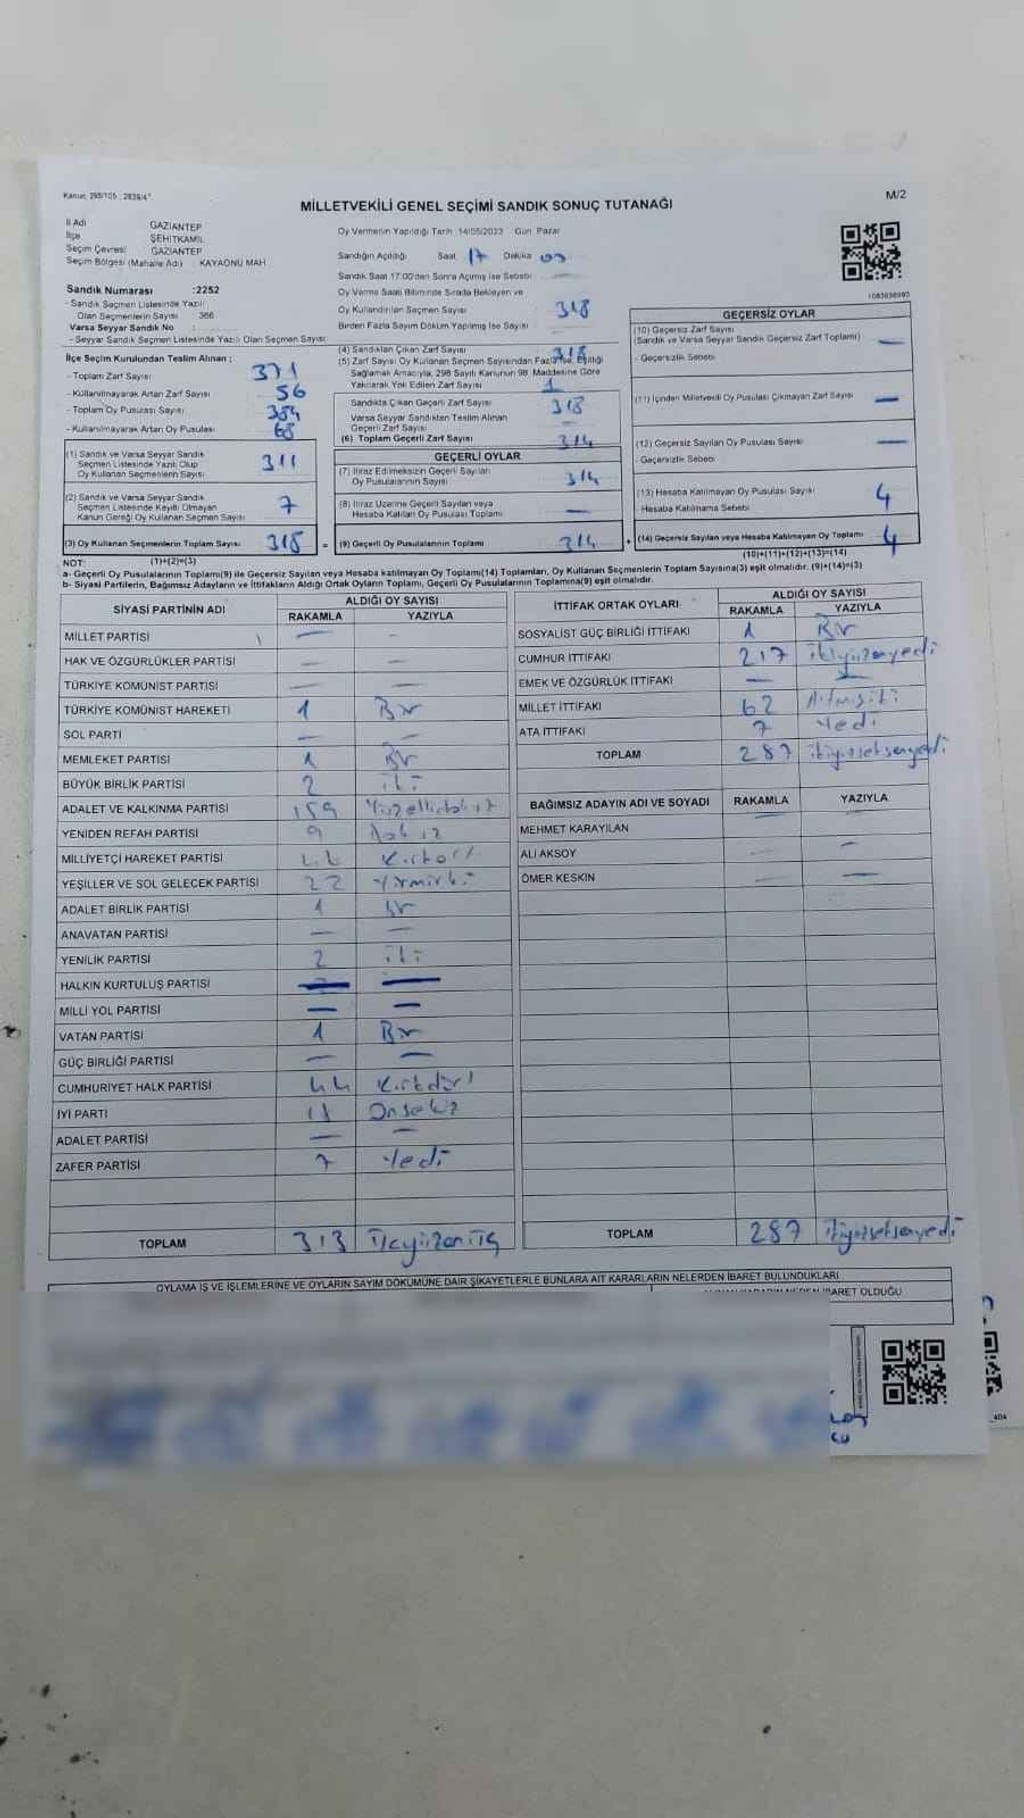 M/2
MİLLETVEKİLİ GENEL SEÇİMİ SANDIK SONUÇ TUTANAĞI
İl Adı GAZİANTEP
İlçe ŞEHİTKAMİL
Seçim Çevresi GAZİANTEP
Seçim Bölgesi (Mahalle Adı) : KAYAÖNÜ MAH
Sandık Numarası :2252
- Sandık Seçmen Listesinde Yazılı
Olan Seçmenlerin Sayısı 366
Varsa Seyyar Sandık No :
- Seyyar Sandık Seçmen Listesinde Yazılı Olan Seçmen Sayısı
Oy Vermenin Yapıldığı Tarih 14/05/2023 Gün Pazar
Sandığın Açıldığı Saat 17 Dakika 00
Sandık Saat 17:00'den Sonra Açılmış İse Sebebi —
Oy Verme Saati Bitiminde Sırada Bekleyen ve
Oy Kullandırılan Seçmen Sayısı 318
Birden Fazla Sayım Döküm Yapılmış İse Sayısı
İlçe Seçim Kurulundan Teslim Alınan ;
- Toplam Zarf Sayısı 371
- Kullanılmayarak Artan Zarf Sayısı 56
- Toplam Oy Pusulası Sayısı 384
- Kullanılmayarak Artan Oy Pusulası 68
(1) Sandık ve Varsa Seyyar Sandık
Seçmen Listesinde Yazılı Olup
Oy Kullanan Seçmenlerin Sayısı 311
(2) Sandık ve Varsa Seyyar Sandık
Seçmen Listesinde Kayıtlı Olmayan
Kanun Gereği Oy Kullanan Seçmen Sayısı 7
(3) Oy Kullanan Seçmenlerin Toplam Sayısı 318 =
(1)+(2)=(3)
(4) Sandıktan Çıkan Zarf Sayısı 318
(5) Zarf Sayısı Oy Kullanan Seçmen Sayısından Fazla İse, Eşitliği
Sağlamak Amacıyla, 298 Sayılı Kanunun 98. Maddesine Göre
Yakılarak Yok Edilen Zarf Sayısı
Sandıkta Çıkan Geçerli Zarf Sayısı 318
Varsa Seyyar Sandıktan Teslim Alınan
Geçerli Zarf Sayısı —
(6) Toplam Geçerli Zarf Sayısı 314
GEÇERLİ OYLAR
(7) İtiraz Edilmeksizin Geçerli Sayılan
Oy Pusulalarının Sayısı 314
(8) İtiraz Üzerine Geçerli Sayılan veya
Hesaba Katılan Oy Pusulası Toplamı —
(9) Geçerli Oy Pusulalarının Toplamı 314 +
GEÇERSİZ OYLAR
(10) Geçersiz Zarf Sayısı
(Sandık ve Varsa Seyyar Sandık Geçersiz Zarf Toplamı) —
- Geçersizlik Sebebi
(11) İçinden Milletvekili Oy Pusulası Çıkmayan Zarf Sayısı —
(12) Geçersiz Sayılan Oy Pusulası Sayısı —
- Geçersizlik Sebebi
(13) Hesaba Katılmayan Oy Pusulası Sayısı 4
Hesaba Katılmama Sebebi
(14) Geçersiz Sayılan veya Hesaba Katılmayan Oy Toplamı 4
(10)+(11)+(12)+(13)=(14)
NOT:
a- Geçerli Oy Pusulalarının Toplamı(9) ile Geçersiz Sayılan veya Hesaba katılmayan Oy Toplamı(14) Toplamları, Oy Kullanan Seçmenlerin Toplam Sayısına(3) eşit olmalıdır. (9)+(14)=(3)
b- Siyasi Partilerin, Bağımsız Adayların ve İttifakların Aldığı Ortak Oyların Toplamı, Geçerli Oy Pusulalarının Toplamına(9) eşit olmalıdır.
SİYASİ PARTİNİN ADI ALDIĞI OY SAYISI
RAKAMLA YAZIYLA
MİLLET PARTİSİ — —
HAK VE ÖZGÜRLÜKLER PARTİSİ — —
TÜRKİYE KOMÜNİST PARTİSİ — —
TÜRKİYE KOMÜNİST HAREKETİ 1 Bir
SOL PARTİ — —
MEMLEKET PARTİSİ 1 Bir
BÜYÜK BİRLİK PARTİSİ 2 iki
ADALET VE KALKINMA PARTİSİ 159 Yüzellidokuz
YENİDEN REFAH PARTİSİ 9 Dokuz
MİLLİYETÇİ HAREKET PARTİSİ 44 Kırkdört
YEŞİLLER VE SOL GELECEK PARTİSİ 22 Yirmiiki
ADALET BİRLİK PARTİSİ 1 Bir
ANAVATAN PARTİSİ — —
YENİLİK PARTİSİ 2 iki
HALKIN KURTULUŞ PARTİSİ — —
MİLLİ YOL PARTİSİ — —
VATAN PARTİSİ 1 Bir
GÜÇ BİRLİĞİ PARTİSİ — —
CUMHURİYET HALK PARTİSİ 44 Kırkdört
İYİ PARTİ 18 Onsekiz
ADALET PARTİSİ — —
ZAFER PARTİSİ 7 Yedi
TOPLAM 313 Üçyüzonüç
İTTİFAK ORTAK OYLARI ALDIĞI OY SAYISI
RAKAMLA YAZIYLA
SOSYALİST GÜÇ BİRLİĞİ İTTİFAKI 1 Bir
CUMHUR İTTİFAKI 217 ikiyüzonyedi
EMEK VE ÖZGÜRLÜK İTTİFAKI — —
MİLLET İTTİFAKI 62 Altmışiki
ATA İTTİFAKI 7 Yedi
TOPLAM 287 ikiyüzseksenyedi
BAĞIMSIZ ADAYIN ADI VE SOYADI RAKAMLA YAZIYLA
MEHMET KARAYILAN — —
ALİ AKSOY — —
ÖMER KESKİN — —
TOPLAM 287 ikiyüzseksenyedi
OYLAMA İŞ VE İŞLEMLERİNE VE OYLARIN SAYIM DÖKÜMÜNE DAİR ŞİKAYETLERLE BUNLARA AİT KARARLARIN NELERDEN İBARET BULUNDUKLARI